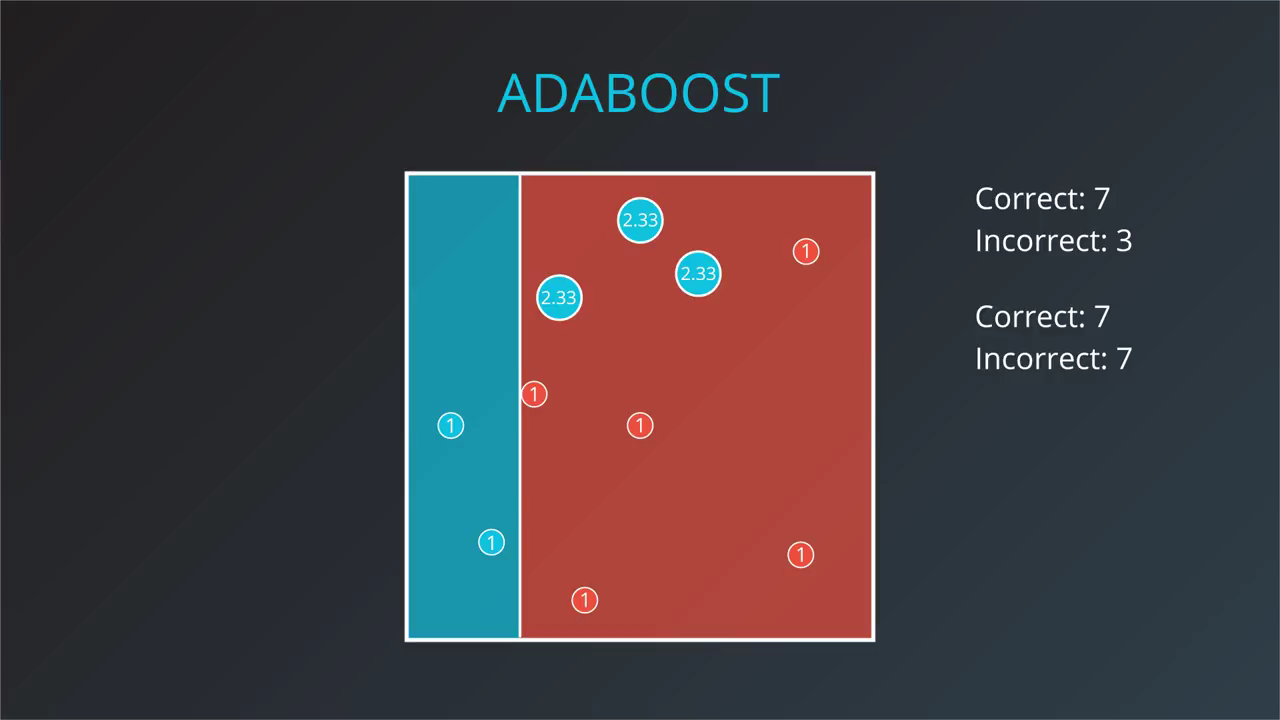 ADABOOST
Correct: 7
Incorrect: 3
Correct: 7
Incorrect: 7
2.33
1
2.33
2.33
1
1
1
1
1
1